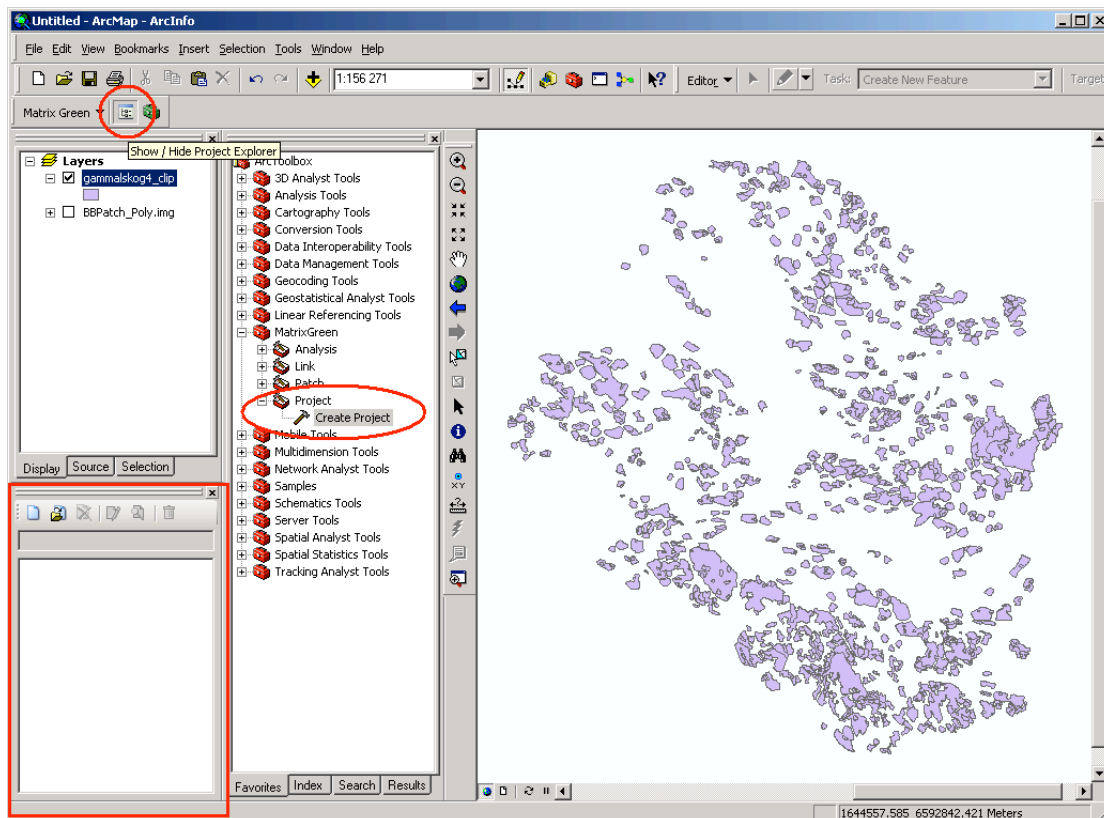 Untitled - ArcMap - ArcInfo
File Edit View Bookmarks Insert Selection Tools Window Help
1:156 271
Editor
Task:
Create New Feature
Target
Matrix Green
Show / Hide Project Explorer
Layers
gammalskog4_clip
BBPatch_Poly.img
Display Source Selection
ArcToolbox
3D Analyst Tools
Analysis Tools
Cartography Tools
Conversion Tools
Data Interoperability Tools
Data Management Tools
Geocoding Tools
Geostatistical Analyst Tools
Linear Referencing Tools
MatrixGreen
Analysis
Link
Patch
Project
Create Project
Mobile Tools
Multidimension Tools
Network Analyst Tools
Samples
Schematics Tools
Server Tools
Spatial Analyst Tools
Spatial Statistics Tools
Tracking Analyst Tools
Favorites Index Search Results
XY
1644557.585 6592842.421 Meters